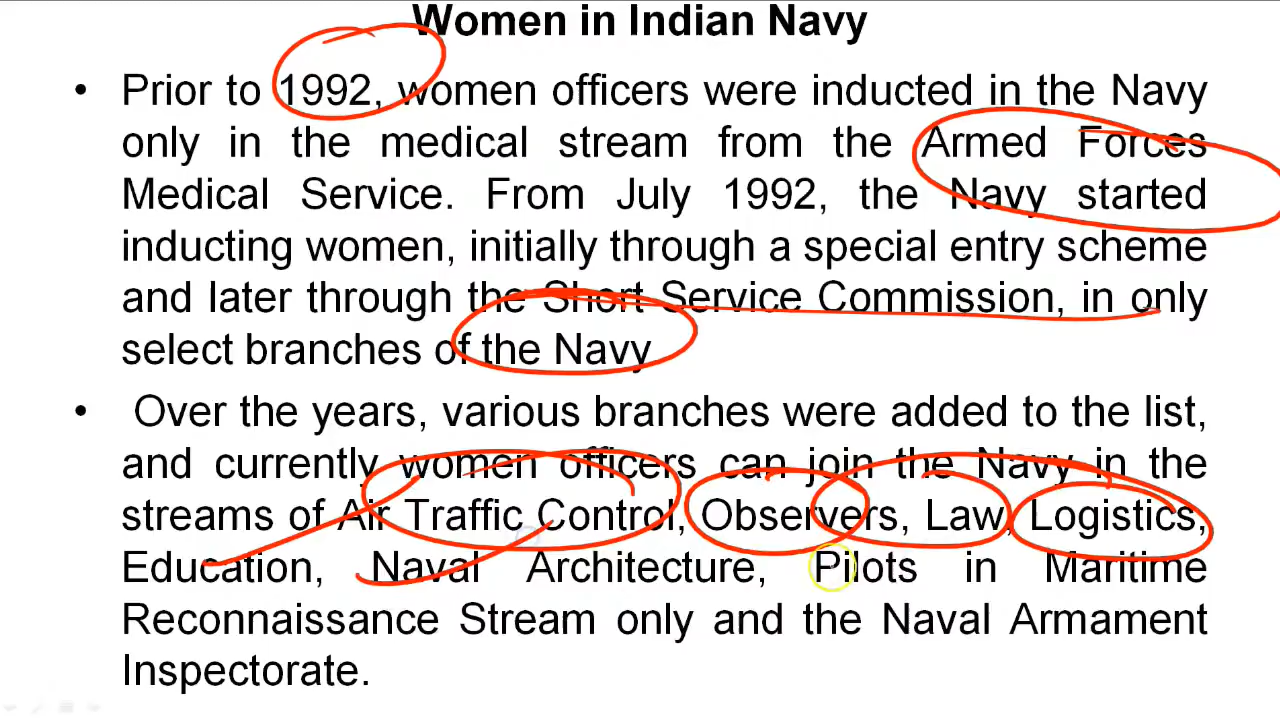 Women in Indian Navy
• Prior to 1992, women officers were inducted in the Navy
only in the medical stream from the Armed Forces
Medical Service. From July 1992, the Navy started
inducting women, initially through a special entry scheme
and later through the Short Service Commission, in only
select branches of the Navy
• Over the years, various branches were added to the list,
and currently women officers can join the Navy in the
streams of Air Traffic Control, Observers, Law, Logistics,
Education, Naval Architecture, Pilots in Maritime
Reconnaissance Stream only and the Naval Armament
Inspectorate.